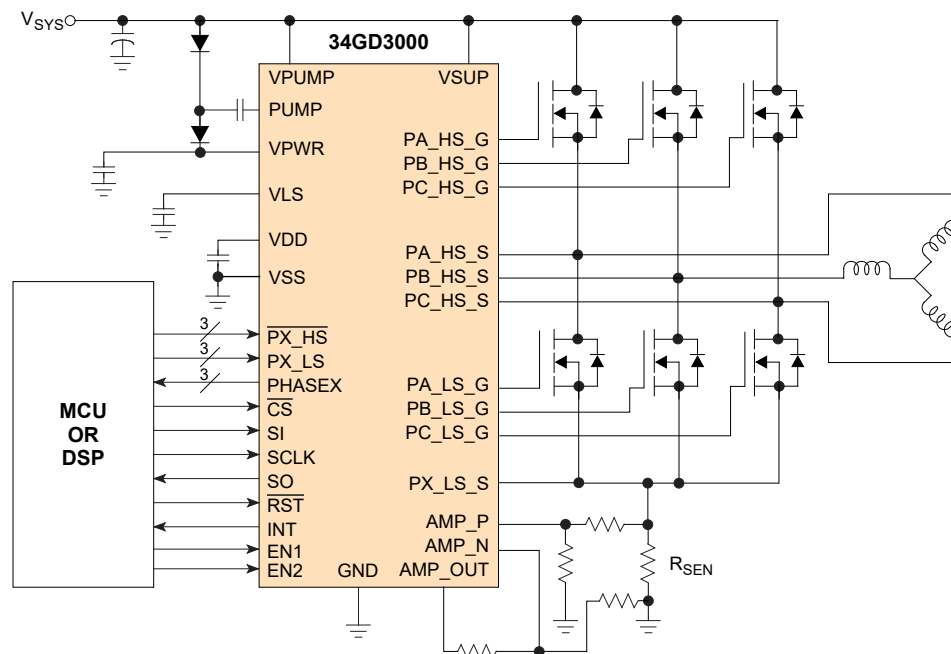 VSYS
34GD3000
VPUMP
VSUP
PUMP
VPWR
VLS
VDD
VSS
PX_HS
PX_LS
PHASEX
CS
SI
SCLK
SO
RST
INT
EN1
EN2
GND
PA_HS_G
PB_HS_G
PC_HS_G
PA_HS_S
PB_HS_S
PC_HS_S
PA_LS_G
PB_LS_G
PC_LS_G
PX_LS_S
AMP_P
AMP_N
AMP_OUT
RSEN
MCU
OR
DSP
3
3
3